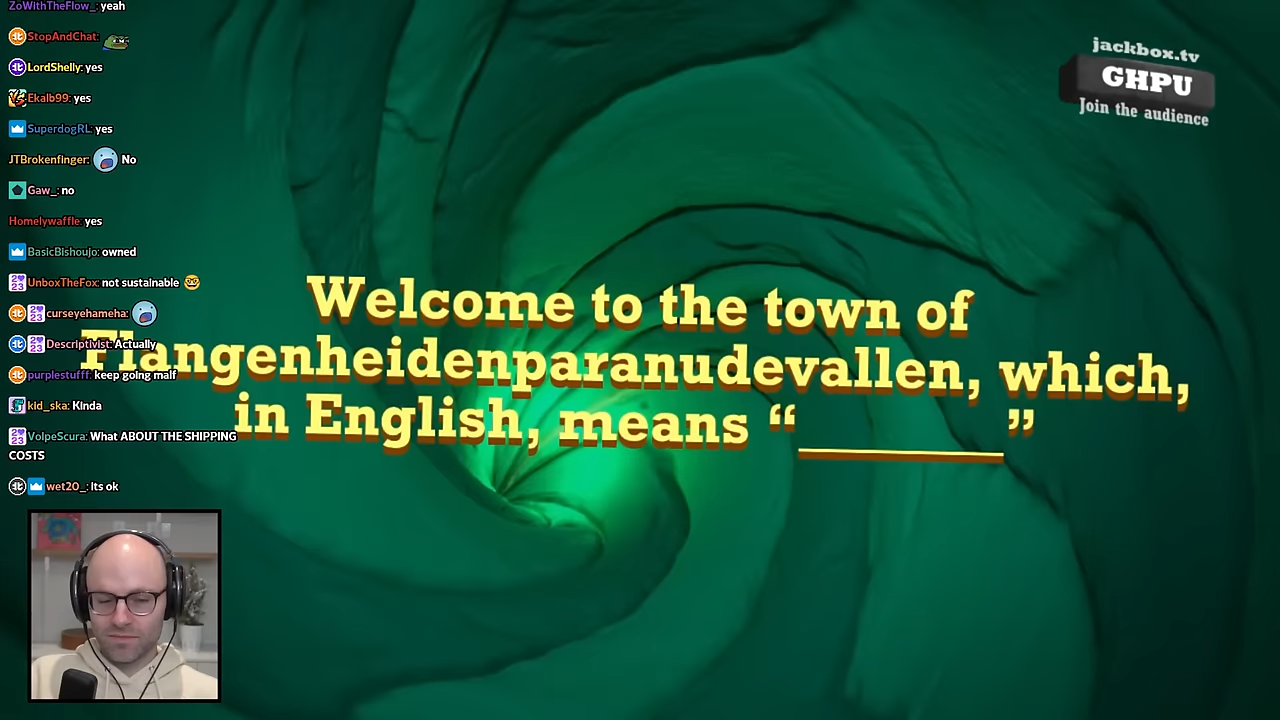 ZoWithTheFlow_: yeah
StopAndChat:
LordShelly: yes
Ekalb99: yes
SuperdogRL: yes
JTBrokenfinger: No
Gaw_: no
Homelywaffle: yes
BasicBishoujo: owned
UnboxTheFox: not sustainable
curseyehameha:
Descriptivist: Actually
purplestufff: keep going malf
kid_ska: Kinda
VolpeScura: What ABOUT THE SHIPPING
COSTS
wet20_: Its ok
jackbox.tv
GHPU
Join the audience
Welcome to the town of
Flangenheidenparanudevallen, which,
in English, means “_______”